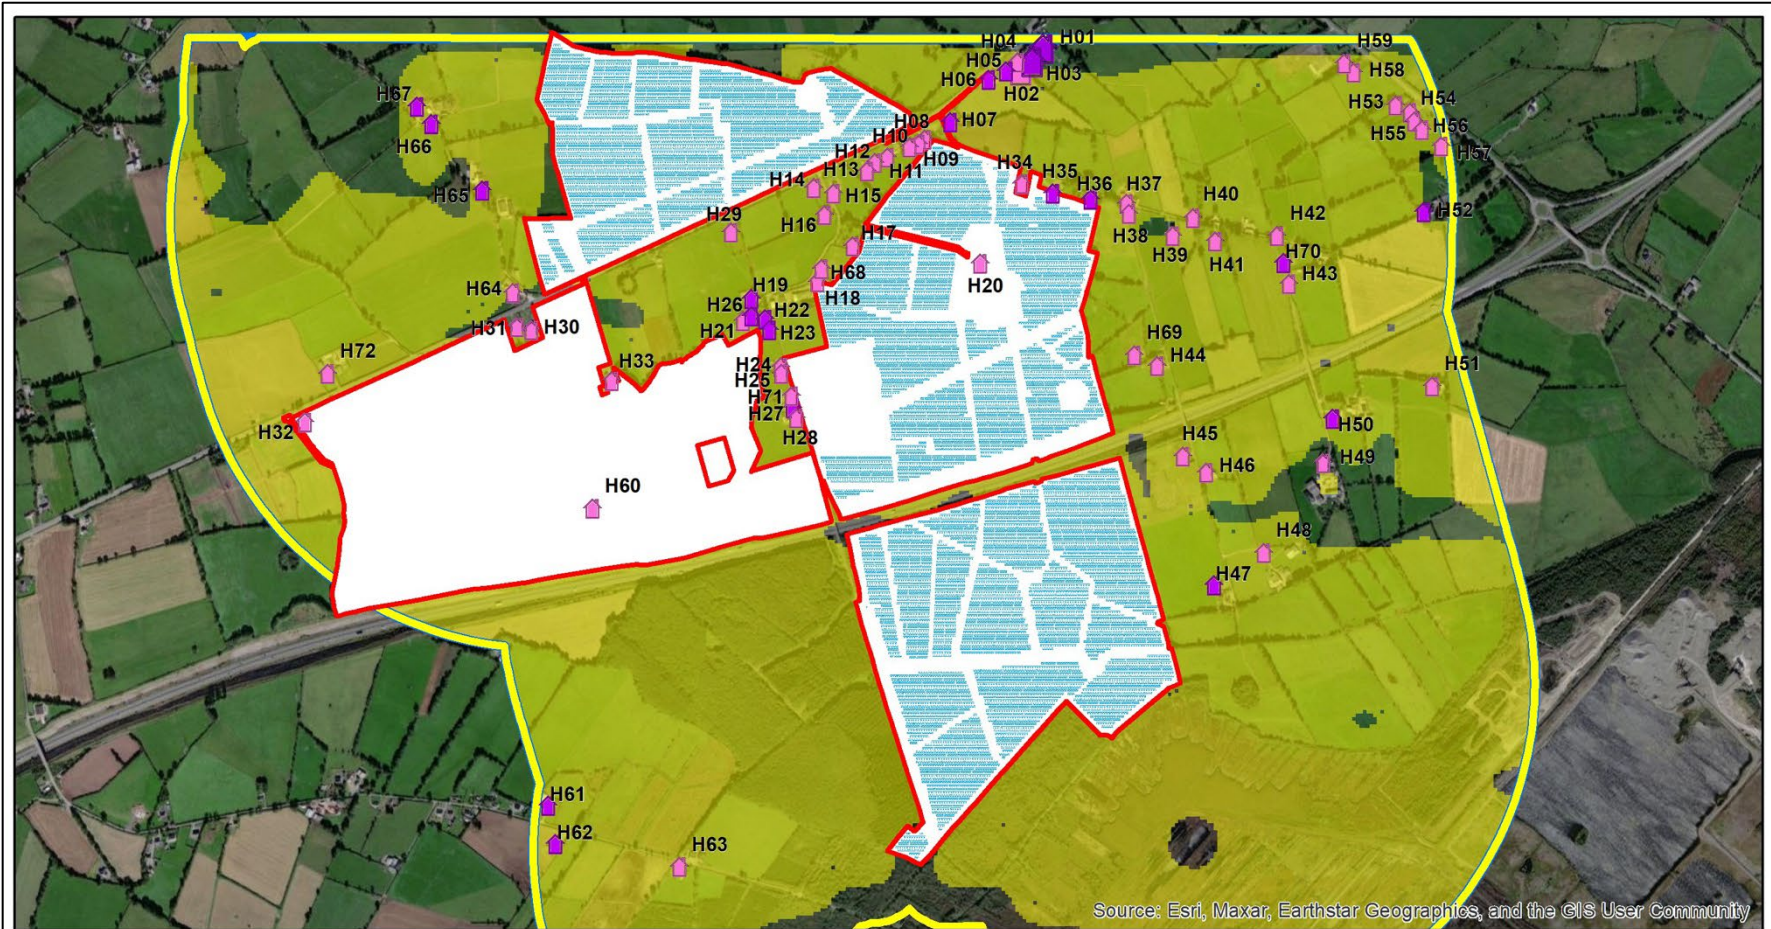 H01
H04
H05
H03
H06
H02
H59
H58
H53
H54
H56
H55
H57
H67
H66
H65
H07
H08
H10
H09
H12
H11
H13
H14
H15
H16
H17
H29
H34
H35
H36
H37
H38
H40
H39
H41
H42
H70
H43
H52
H68
H18
H19
H26
H22
H21
H23
H20
H64
H31
H30
H72
H33
H32
H24
H25
H71
H27
H28
H69
H44
H51
H50
H45
H46
H49
H60
H48
H47
H61
H62
H63
Source: Esri, Maxar, Earthstar Geographics, and the GIS User Community